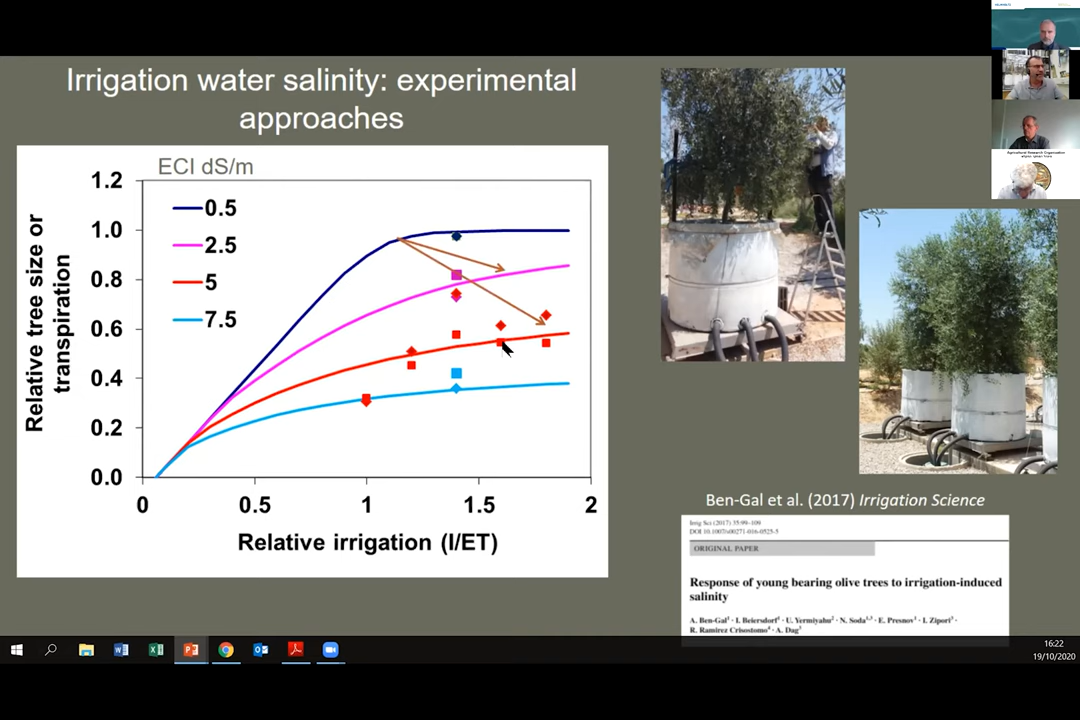 Irrigation water salinity: experimental
approaches
ECI dS/m
1.2
1.0
0.8
0.6
0.4
0.2
0.0
0.5
2.5
5
7.5
Relative tree size or
transpiration
0
0.5
1
1.5
2
Relative irrigation (I/ET)
Ben-Gal et al. (2017) Irrigation Science
Irrig Sci (2017) 35:99–109
DOI 10.1007/s00271-016-0525-5
ORIGINAL PAPER
Response of young bearing olive trees to irrigation-induced
salinity
A. Ben-Gal · I. Beiersdorf · U. Yermiyahu · N. Soda · E. Presnov · I. Zipori ·
R. Ramirez Crisostomo · A. Dag
Agricultural Research Organisation
16:22
19/10/2020